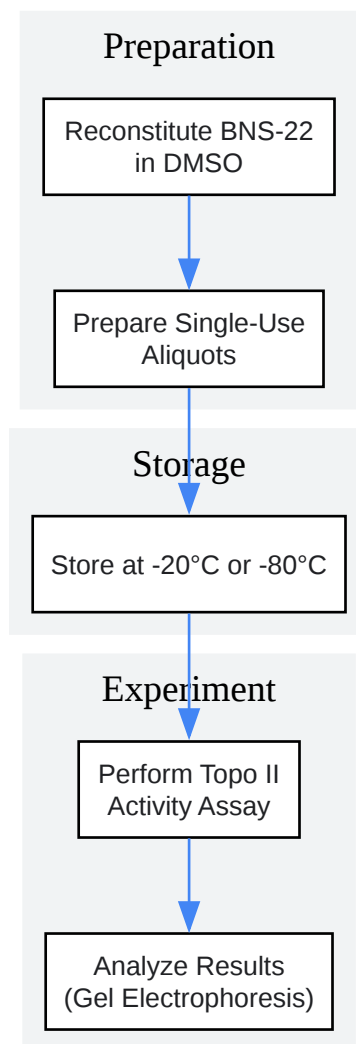 Preparation
Reconstitute BNS-22
in DMSO
Prepare Single-Use
Aliquots
Storage
Store at -20°C or -80°C
Experiment
Perform Topo II
Activity Assay
Analyze Results
(Gel Electrophoresis)